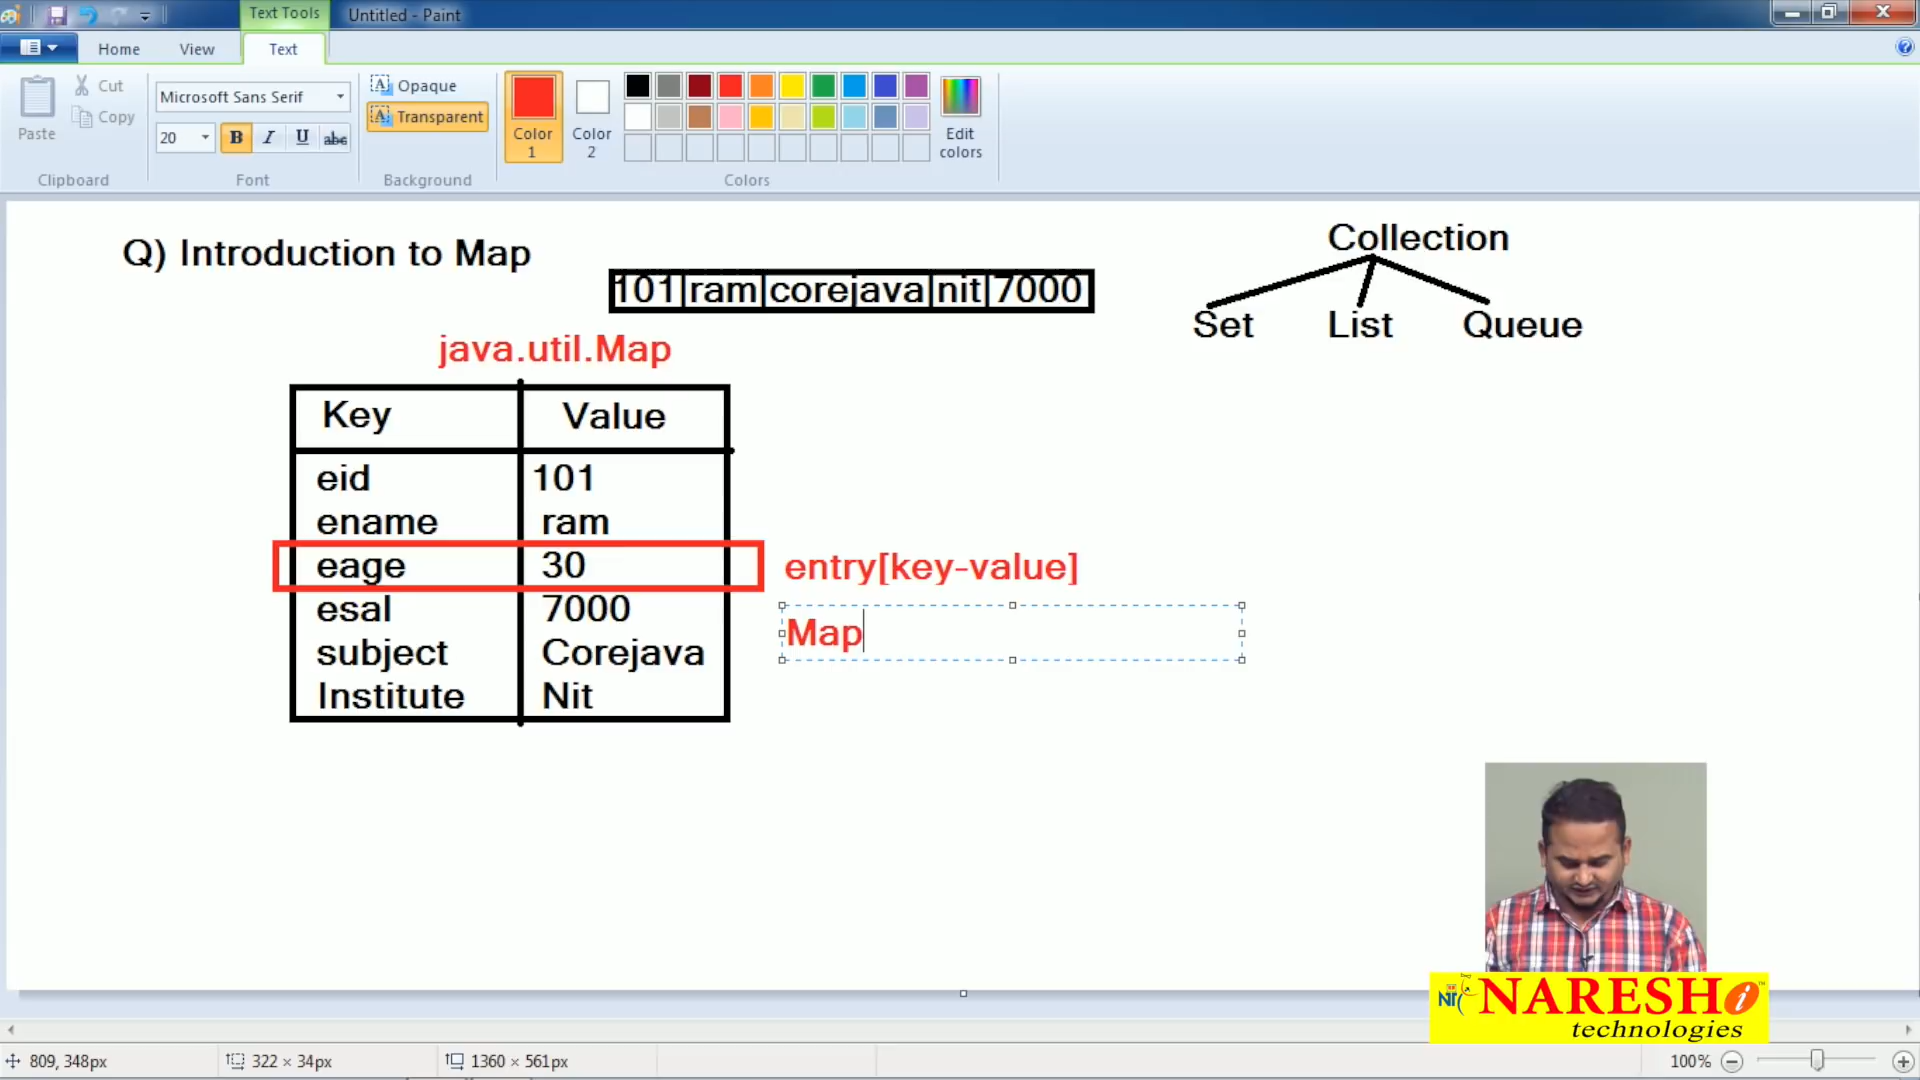 Text Tools
Untitled - Paint
Home
View
Text
Paste
Cut
Copy
Clipboard
Microsoft Sans Serif
20
B
I
U
abc
Font
Opaque
Transparent
Background
Color
1
Color
2
Edit
colors
Colors
Q) Introduction to Map
101|ram|corejava|nit|7000
Collection
Set List Queue
java.util.Map
Key Value
eid 101
ename ram
eage 30
entry[key-value]
esal 7000
Map
subject Corejava
Institute Nit
NARESH i
technologies
809, 348px
322 × 34px
1360 × 561px
100%